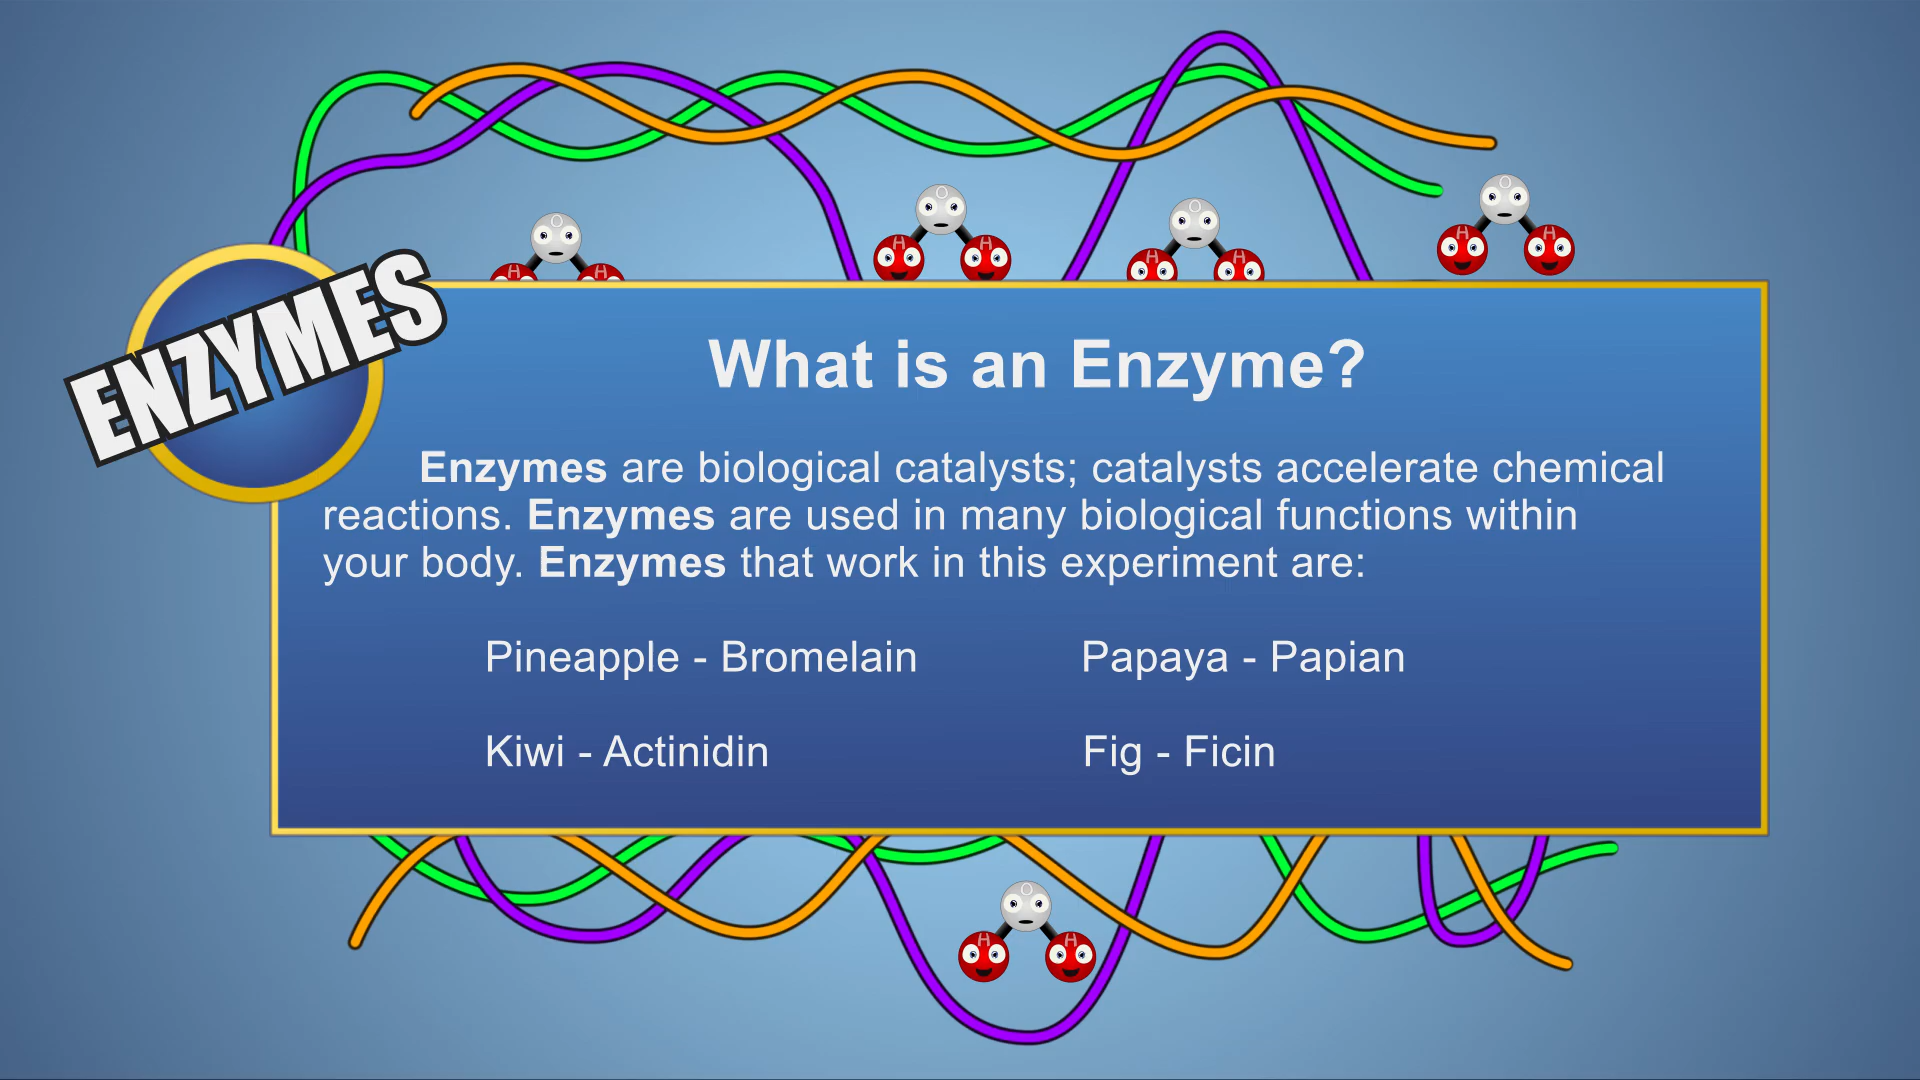 O
O
O
O
H H
H H
H H
H H
ENZYMES
What is an Enzyme?
Enzymes are biological catalysts; catalysts accelerate chemical
reactions. Enzymes are used in many biological functions within
your body. Enzymes that work in this experiment are:
Pineapple - Bromelain
Papaya - Papian
Kiwi - Actinidin
Fig - Ficin
O
H H